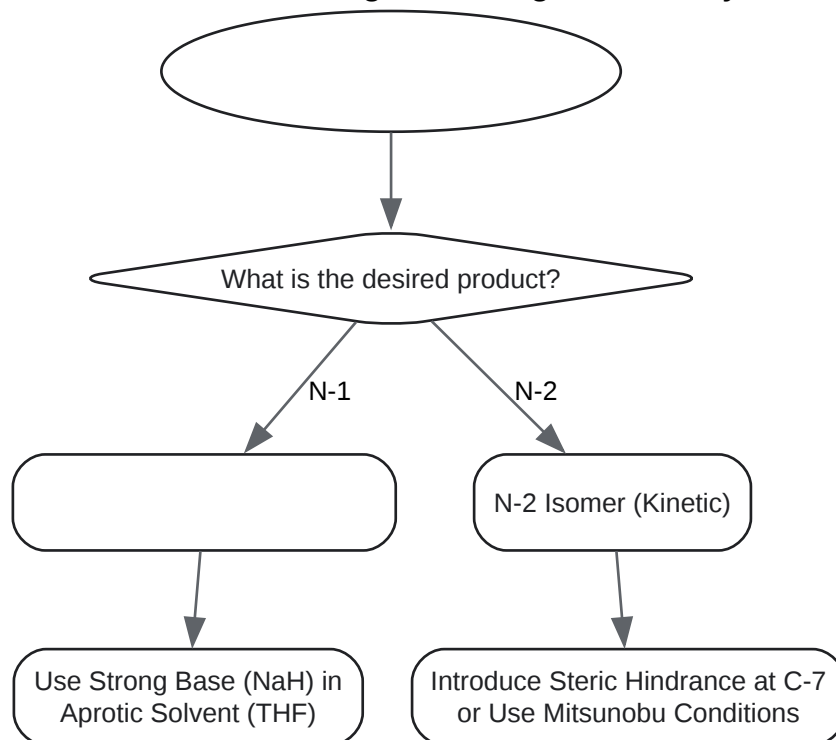 What is the desired product?
N-1
N-2
N-2 Isomer (Kinetic)
Use Strong Base (NaH) in
Aprotic Solvent (THF)
Introduce Steric Hindrance at C-7
or Use Mitsunobu Conditions